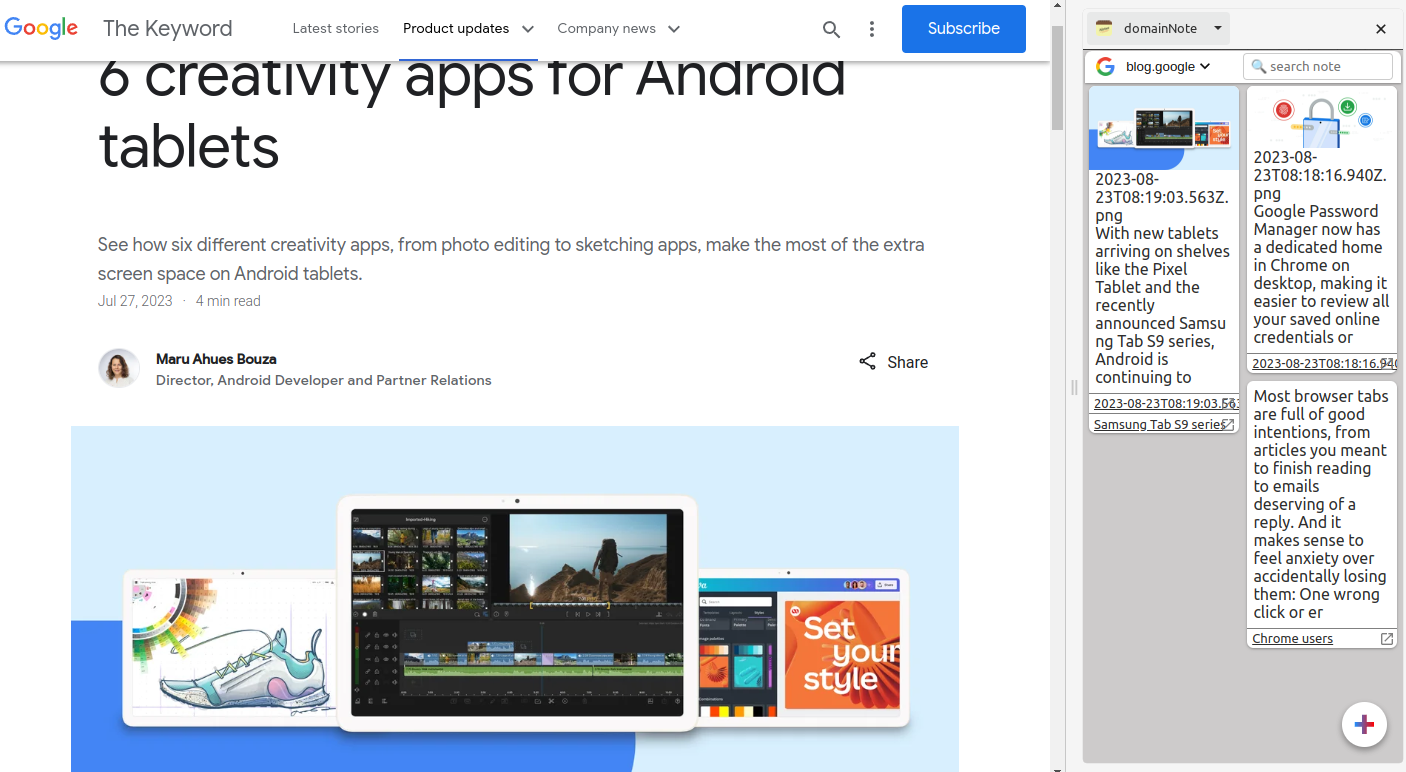 Google The Keyword Latest stories Product updates Company news Subscribe
6 creativity apps for Android
tablets
See how six different creativity apps, from photo editing to sketching apps, make the most of the extra
screen space on Android tablets.
Jul 27, 2023 · 4 min read
Maru Ahues Bouza
Director, Android Developer and Partner Relations
Share
Imported-Hiking
Share
Styles
Set
your
style
domainNote
blog.google
search note
Set
your
style
2023-08-
23T08:19:03.563Z.
png
With new tablets
arriving on shelves
like the Pixel
Tablet and the
recently
announced Samsu
ng Tab S9 series,
Android is
continuing to
2023-08-23T08:19:03.563
Samsung Tab S9 series
2023-08-
23T08:18:16.940Z.
png
Google Password
Manager now has
a dedicated home
in Chrome on
desktop, making it
easier to review all
your saved online
credentials or
2023-08-23T08:18:16.940
Most browser tabs
are full of good
intentions, from
articles you meant
to finish reading
to emails
deserving of a
reply. And it
makes sense to
feel anxiety over
accidentally losing
them: One wrong
click or er
Chrome users